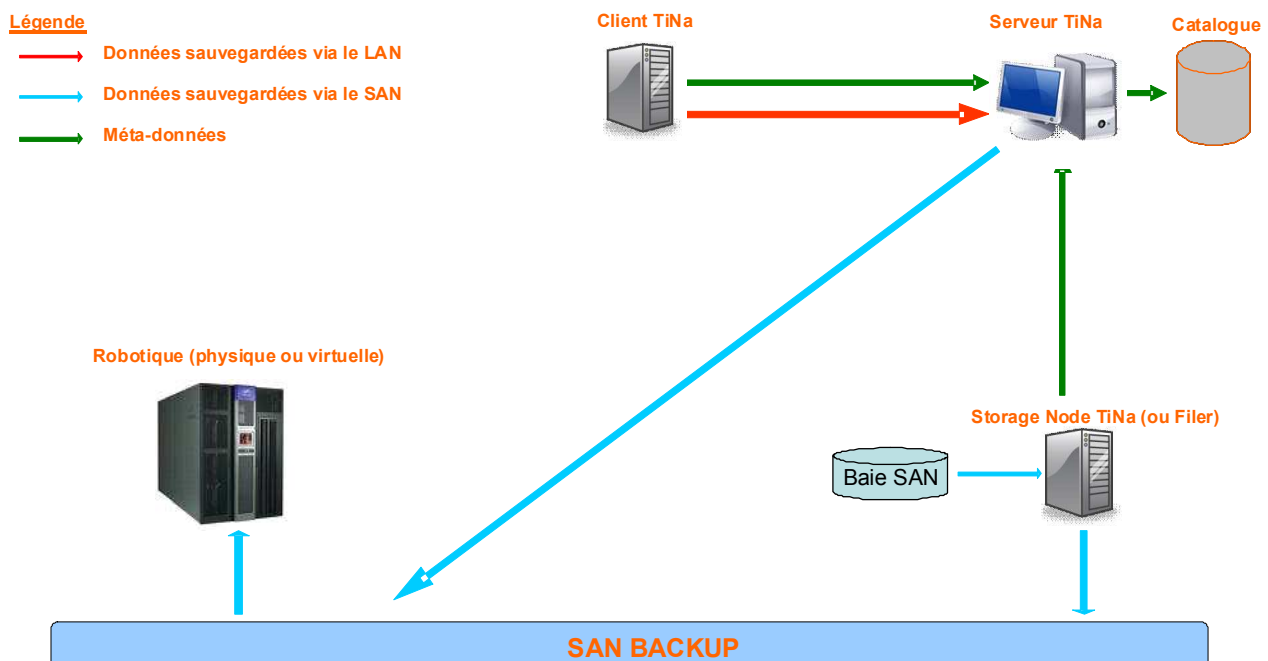 Légende
Données sauvegardées via le LAN
Données sauvegardées via le SAN
Méta-données
Client TiNa
Serveur TiNa
Catalogue
Robotique (physique ou virtuelle)
Storage Node TiNa (ou Filer)
Baie SAN
SAN BACKUP